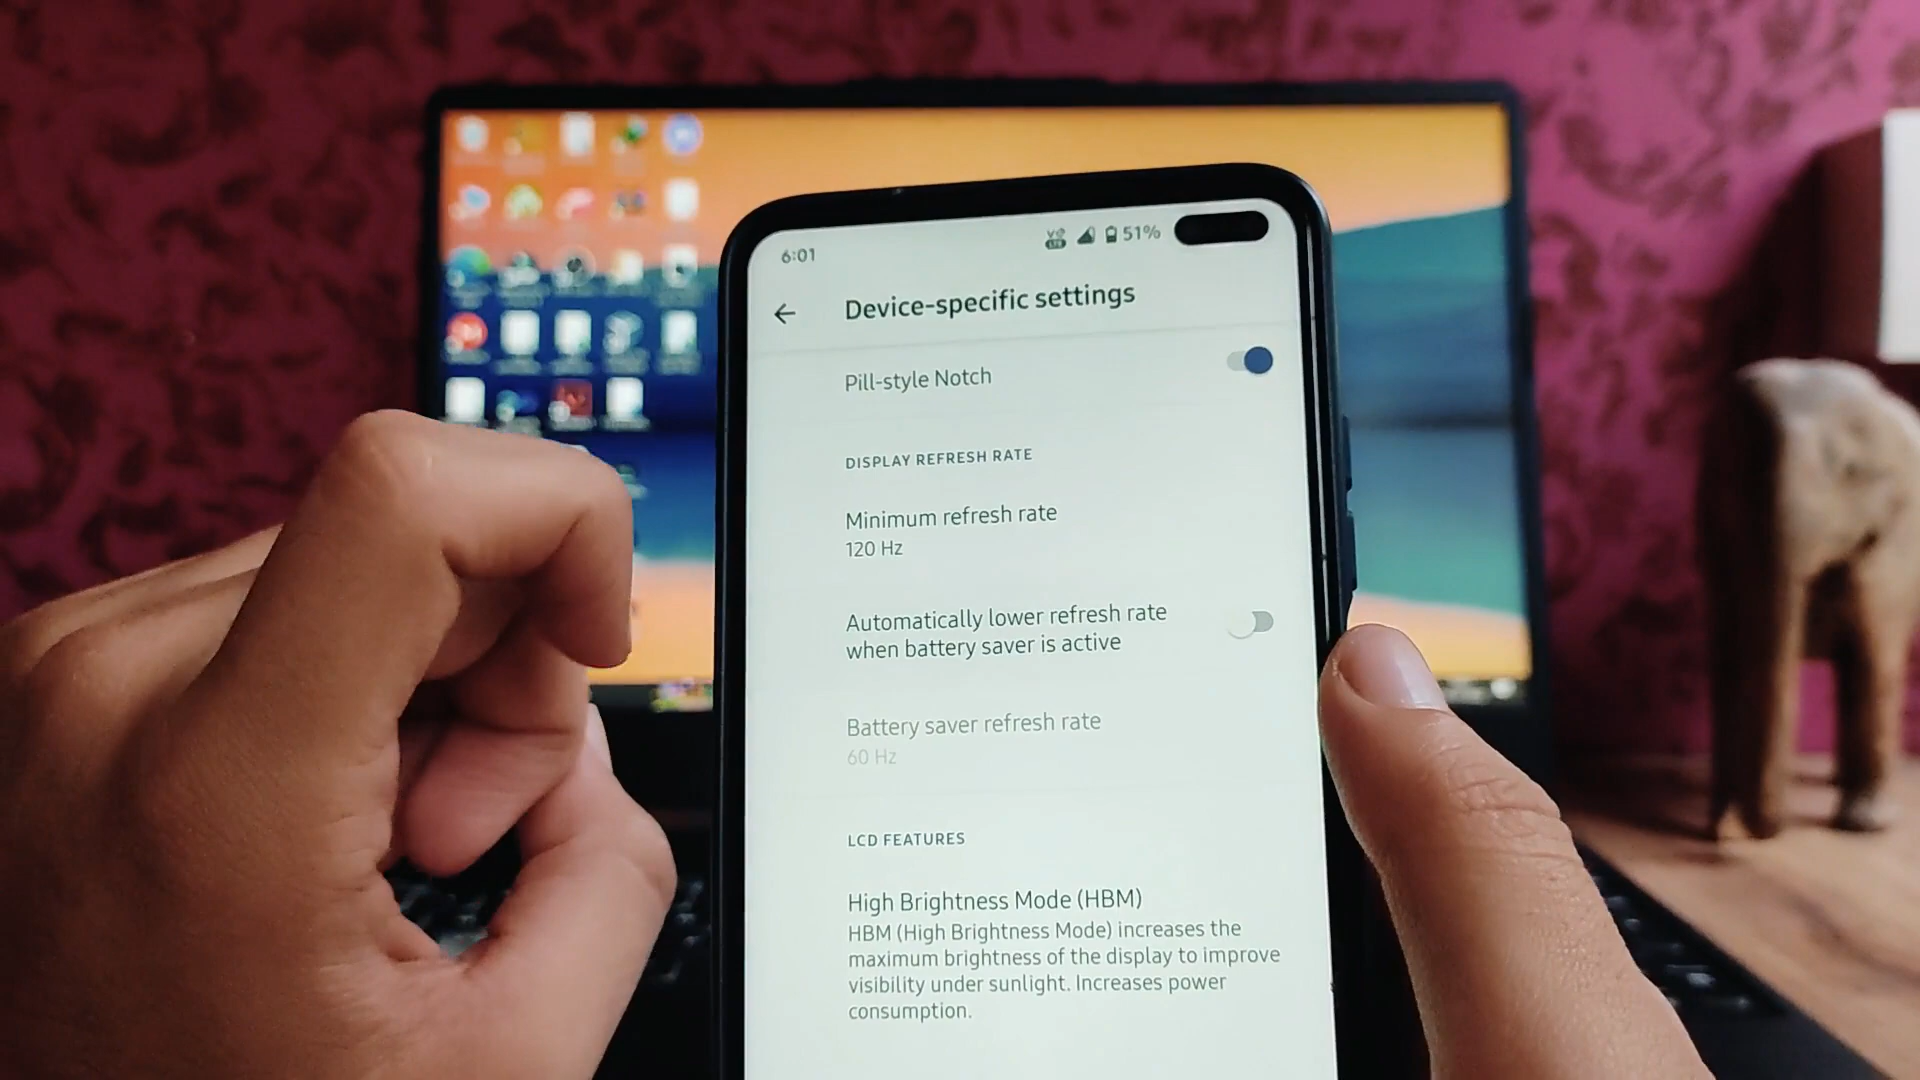 6:01
Vo
LTE
51%
Device-specific settings
Pill-style Notch
DISPLAY REFRESH RATE
Minimum refresh rate
120 Hz
Automatically lower refresh rate
when battery saver is active
Battery saver refresh rate
60 Hz
LCD FEATURES
High Brightness Mode (HBM)
HBM (High Brightness Mode) increases the
maximum brightness of the display to improve
visibility under sunlight. Increases power
consumption.